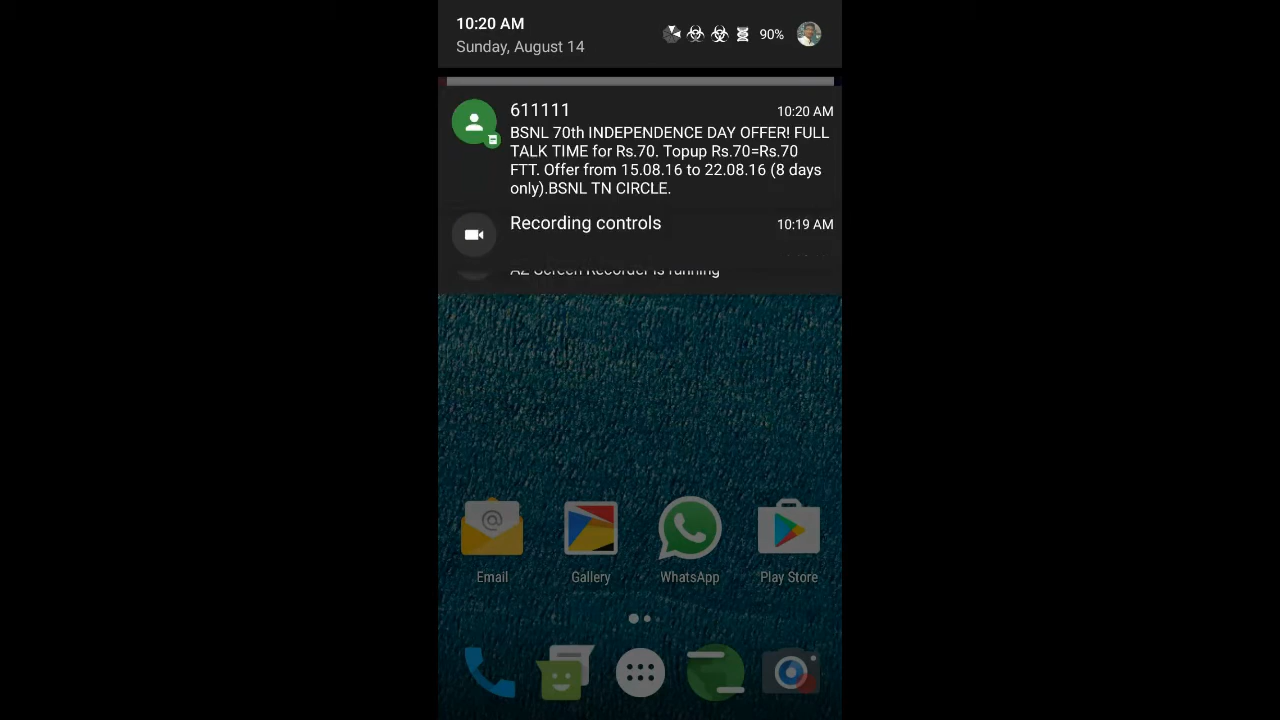 10:20 AM
90%
Sunday, August 14
611111
10:20 AM
BSNL 70th INDEPENDENCE DAY OFFER! FULL
TALK TIME for Rs.70. Topup Rs.70=Rs.70
FTT. Offer from 15.08.16 to 22.08.16 (8 days
only).BSNL TN CIRCLE.
Recording controls
10:19 AM
AZ Screen Recorder is running
Email
Gallery
WhatsApp
Play Store